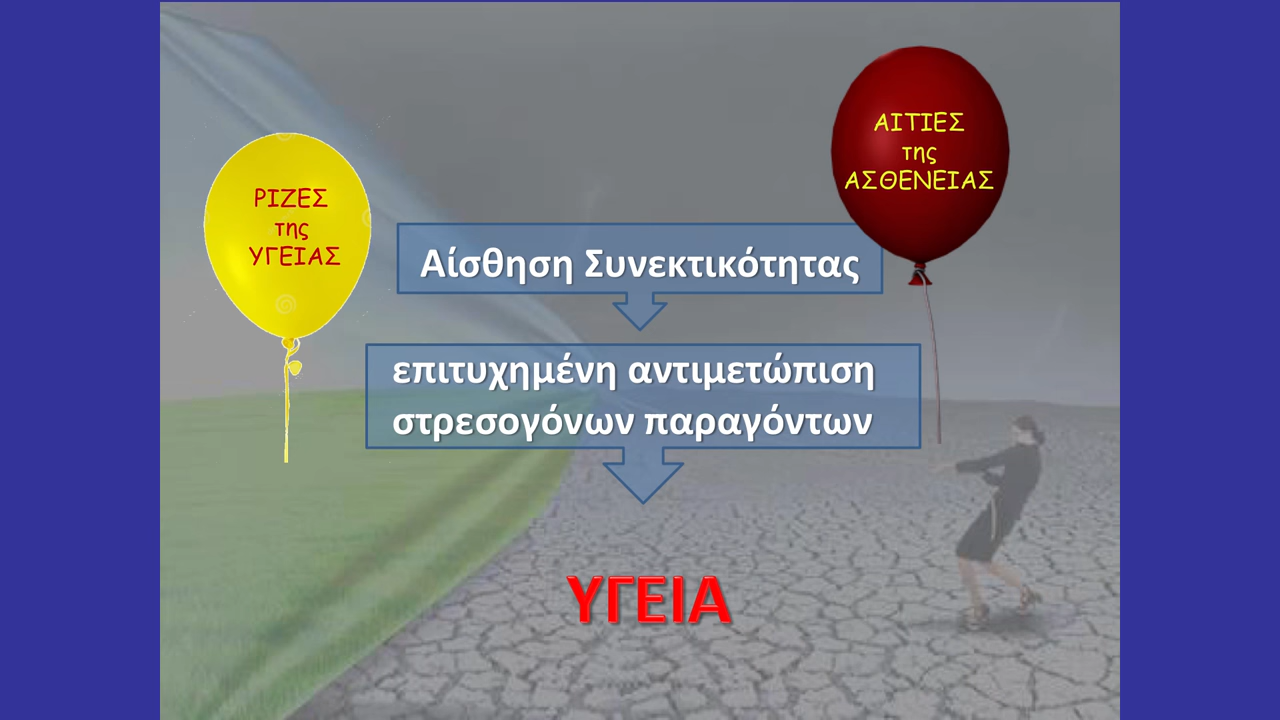 ΡΙΖΕΣ
της
ΥΓΕΙΑΣ
ΑΙΤΙΕΣ
της
ΑΣΘΕΝΕΙΑΣ
Αίσθηση Συνεκτικότητας
επιτυχημένη αντιμετώπιση
στρεσογόνων παραγόντων
ΥΓΕΙΑ